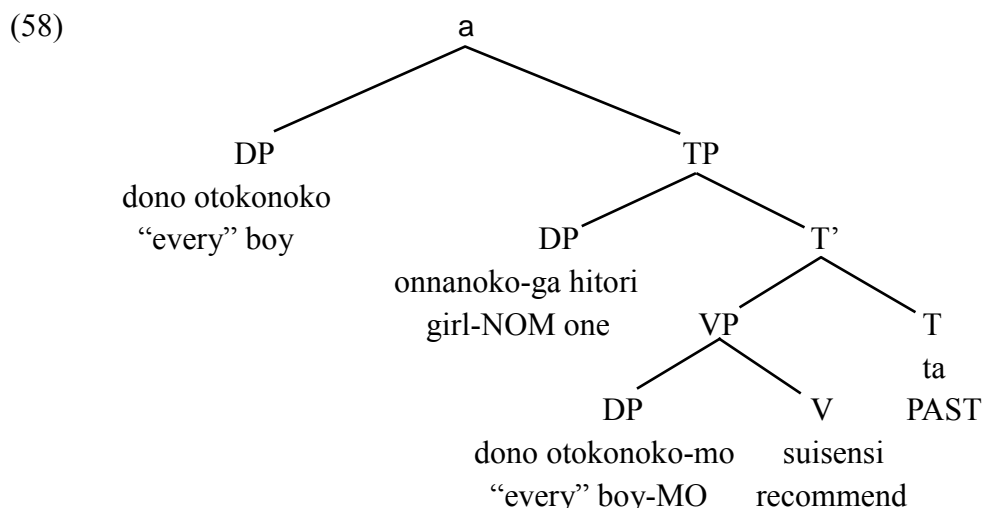 (58)
a
DP TP
dono otokonoko
“every” boy DP T’
onnanoko-ga hitori
girl-NOM one VP T
ta
DP V PAST
dono otokonoko-mo suisensi
“every” boy-MO recommend